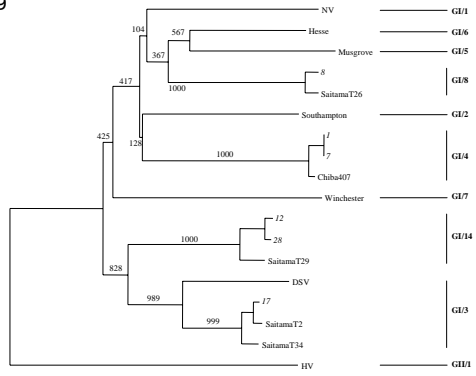 g
NV GI/1
104
Hesse GI/6
567
Musgrove GI/5
367
8
GI/8
417
1000
SaitamaT26
Southampton GI/2
425
128
1
1000
7
GI/4
Chiba407
Winchester GI/7
12
1000
28
GI/14
SaitamaT29
828
DSV
989
17
GI/3
999
SaitamaT2
SaitamaT34
HV GII/1